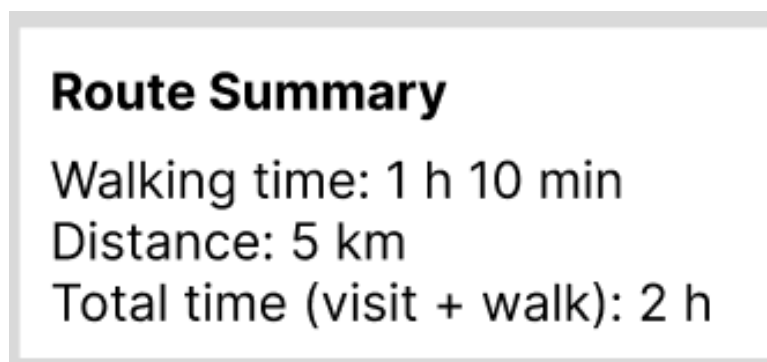 Route Summary
Walking time: 1 h 10 min
Distance: 5 km
Total time (visit + walk): 2 h